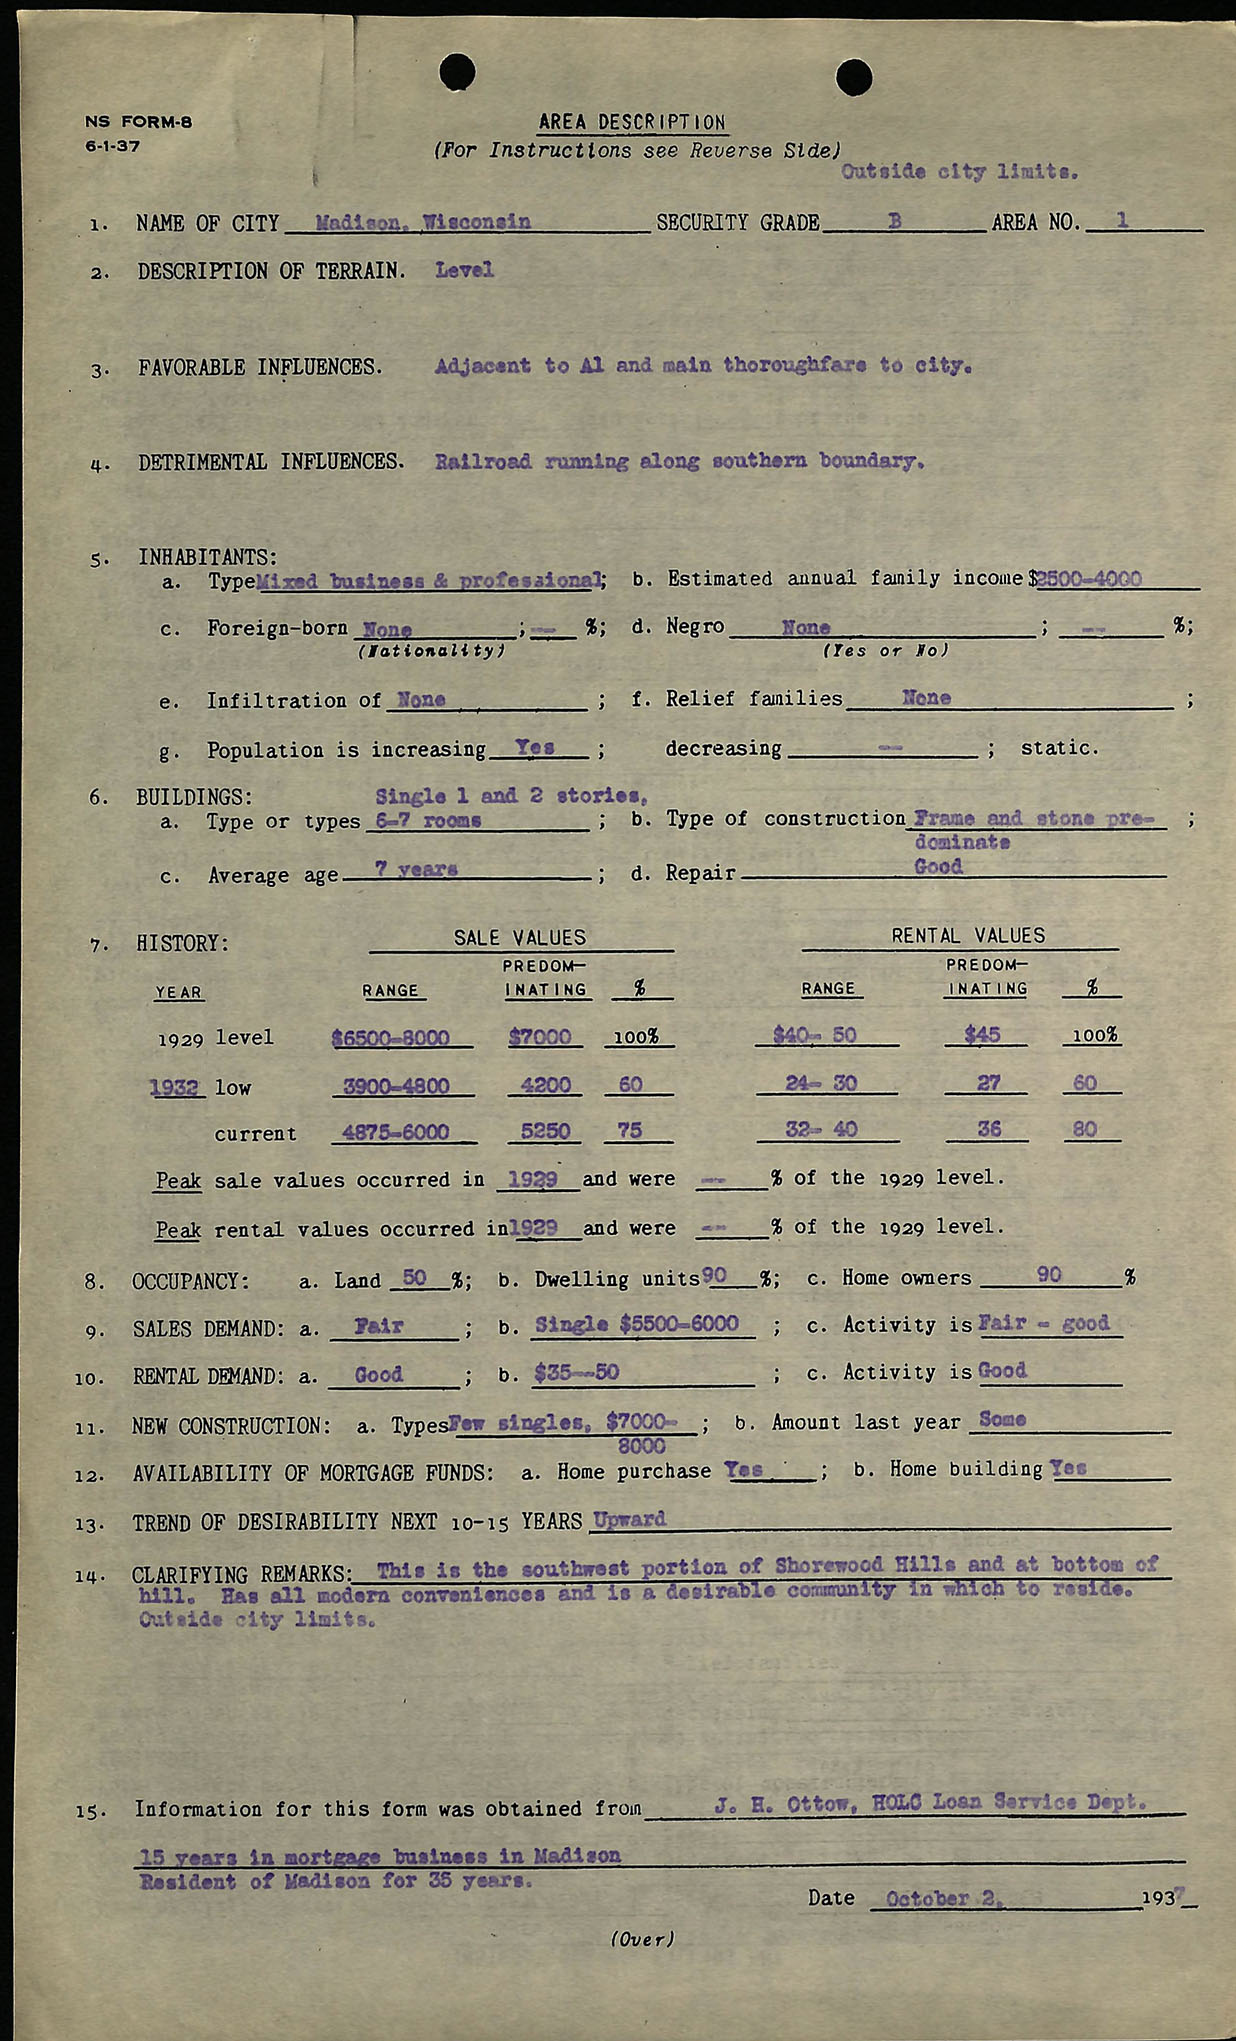 NS FORM-8
6-1-37
AREA DESCRIPTION
(For Instructions see Reverse Side)
Outside city limits.
1. NAME OF CITY Madison, Wisconsin SECURITY GRADE B AREA NO. 1
2. DESCRIPTION OF TERRAIN. Level
3. FAVORABLE INFLUENCES. Adjacent to A1 and main thoroughfare to city.
4. DETRIMENTAL INFLUENCES. Railroad running along southern boundary.
5. INHABITANTS:
a. Type Mixed business & professional; b. Estimated annual family income $2500-4000
c. Foreign-born None ; -- %; d. Negro None ; -- %;
(Nationality) (Yes or No)
e. Infiltration of None ; f. Relief families None ;
g. Population is increasing Yes ; decreasing -- ; static.
6. BUILDINGS: Single 1 and 2 stories,
a. Type or types 6-7 rooms ; b. Type of construction Frame and stone pre- ;
dominate
c. Average age 7 years ; d. Repair Good
7. HISTORY: SALE VALUES RENTAL VALUES
PREDOM- PREDOM-
YEAR RANGE INATING % RANGE INATING %
1929 level $6500-8000 $7000 100% $40- 50 $45 100%
1932 low 3900-4800 4200 60 24- 30 27 60
current 4875-6000 5250 75 32- 40 36 80
Peak sale values occurred in 1929 and were -- % of the 1929 level.
Peak rental values occurred in 1929 and were -- % of the 1929 level.
8. OCCUPANCY: a. Land 50 %; b. Dwelling units 90 %; c. Home owners 90 %
9. SALES DEMAND: a. Fair ; b. Single $5500-6000 ; c. Activity is Fair - good
10. RENTAL DEMAND: a. Good ; b. $35--50 ; c. Activity is Good
11. NEW CONSTRUCTION: a. Types Few singles, $7000- ; b. Amount last year Some
8000
12. AVAILABILITY OF MORTGAGE FUNDS: a. Home purchase Yes ; b. Home building Yes
13. TREND OF DESIRABILITY NEXT 10-15 YEARS Upward
14. CLARIFYING REMARKS: This is the southwest portion of Shorewood Hills and at bottom of
hill. Has all modern conveniences and is a desirable community in which to reside.
Outside city limits.
15. Information for this form was obtained from J. H. Ottow, HOLC Loan Service Dept.
15 years in mortgage business in Madison
Resident of Madison for 35 years.
Date October 2, 1937
(Over)